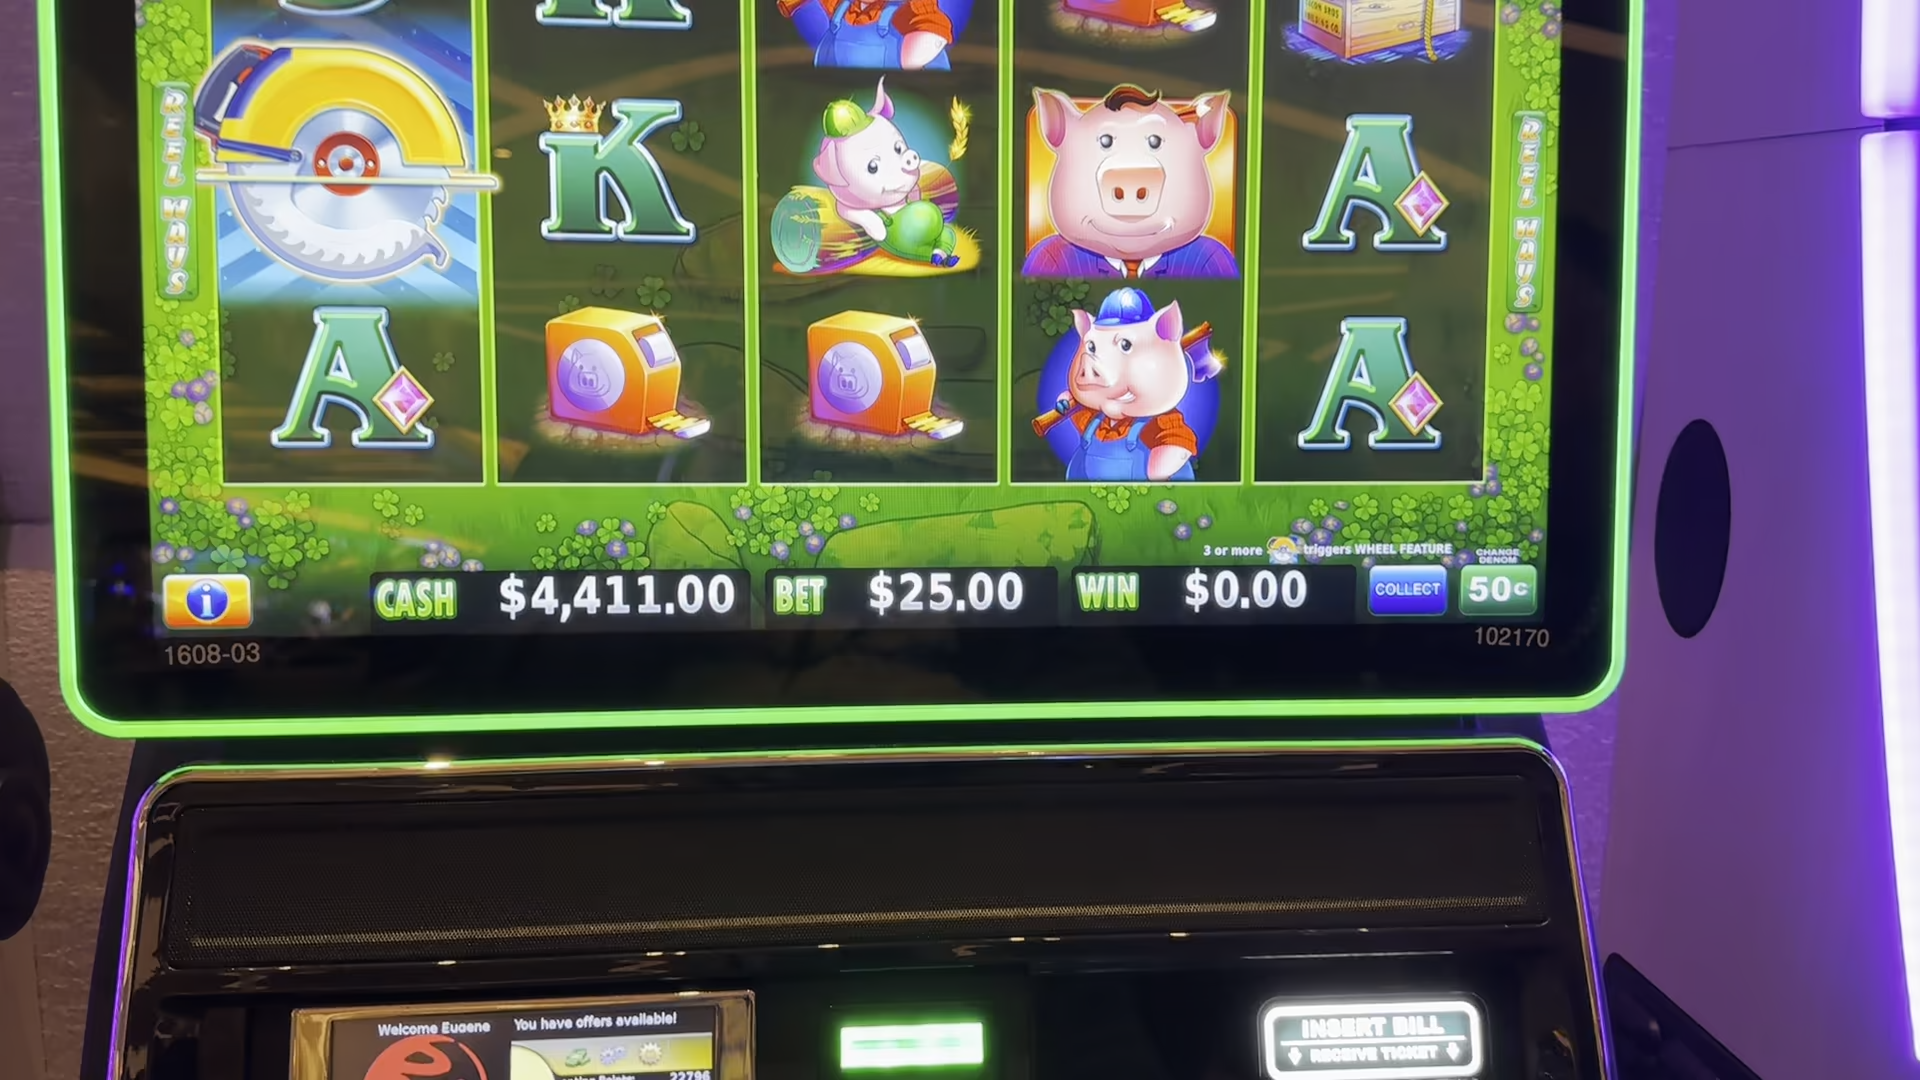 REEL WAYS
REEL WAYS
K
A
A
A
3 or more triggers WHEEL FEATURE
CHANGE DENOM
i
CASH $4,411.00 BET $25.00 WIN $0.00 COLLECT 50¢
1608-03
102170
Welcome Eugene
You have offers available!
22796
INSERT BILL
RECEIVE TICKET